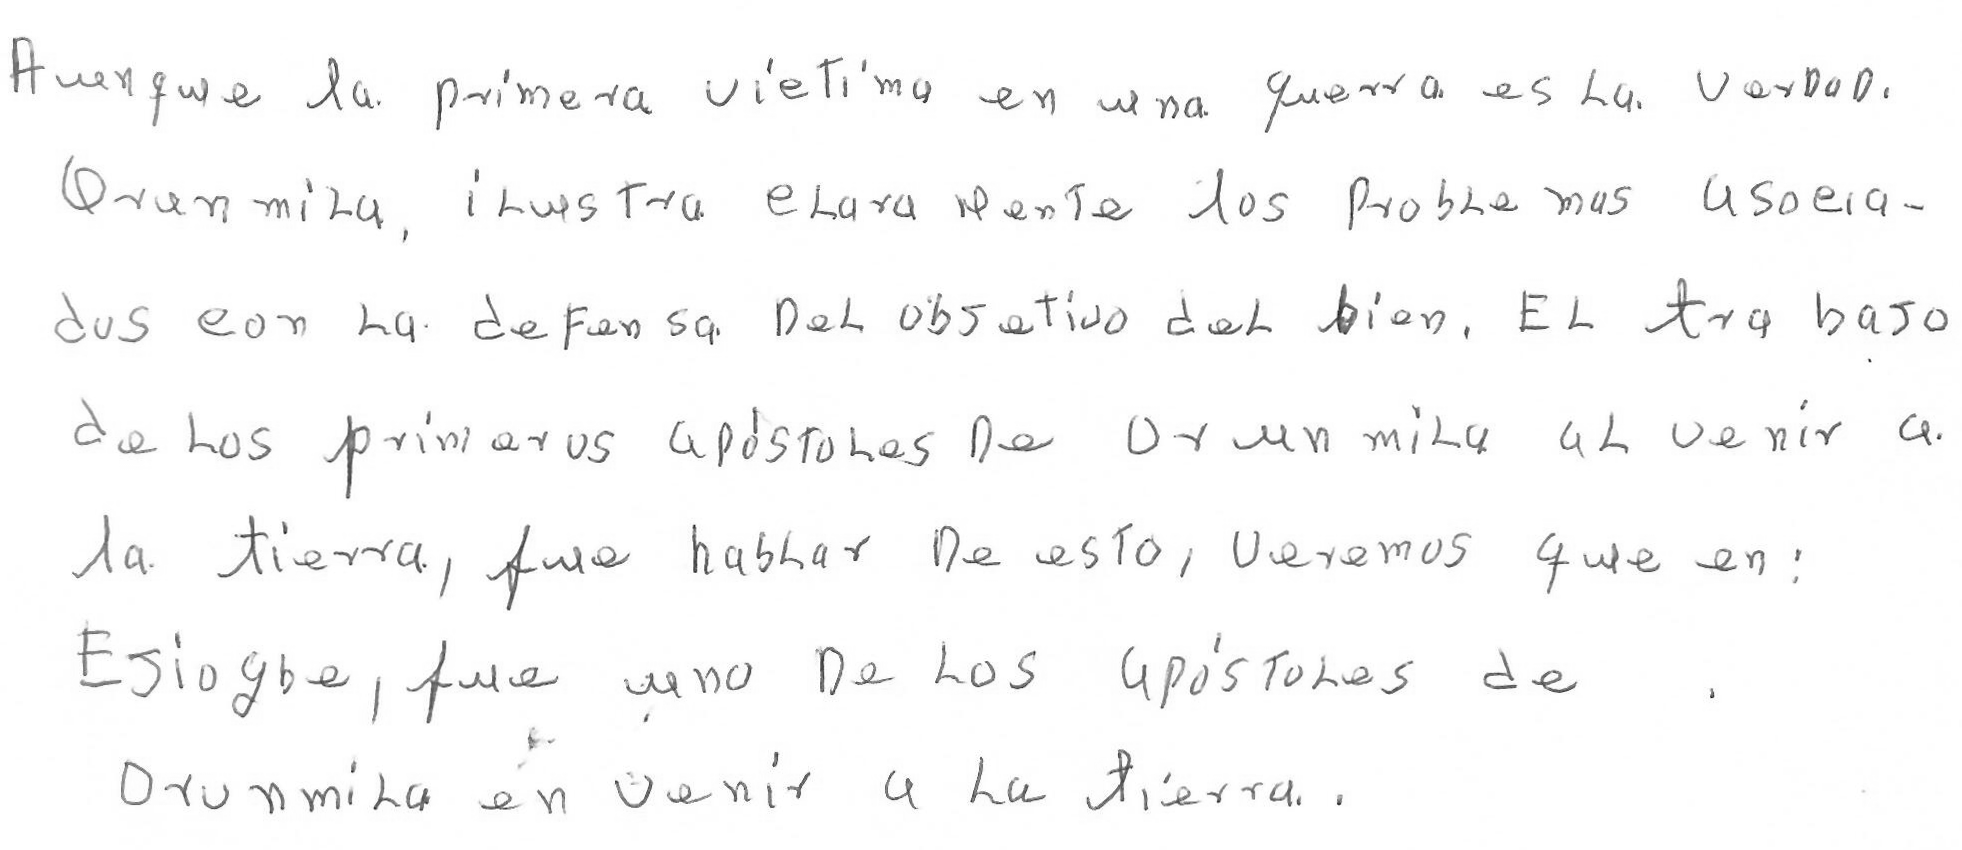 Aunque la primera victima en una guerra es la verdad.
Orunmila, ilustra claramente los problemas asocia-
dos con la defensa del objetivo del bien. El trabajo
de los primeros apóstoles de Orunmila al venir a
la tierra, fue hablar de esto, veremos que en:
Ejiogbe, fue uno de los apóstoles de
Orunmila en venir a la tierra.